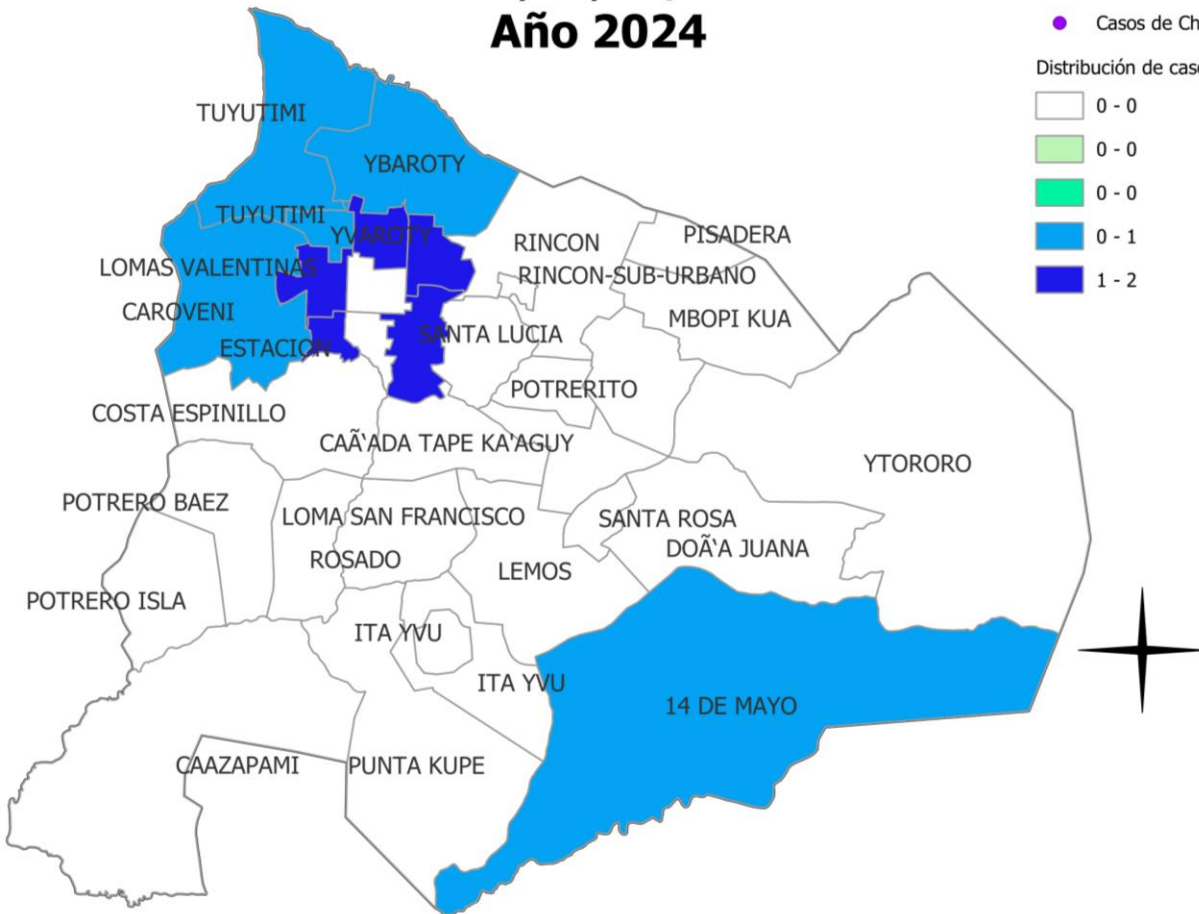 Año 2024
Casos de Ch
Distribución de caso
0 - 0
0 - 0
0 - 0
0 - 1
1 - 2
TUYUTIMI
YBAROTY
TUYUTIMI
YVAROTY
RINCON
PISADERA
LOMAS VALENTINAS
RINCON-SUB-URBANO
CAROVENI
MBOPI KUA
ESTACION
SANTA LUCIA
POTRERITO
COSTA ESPINILLO
CAÃ'ADA TAPE KA'AGUY
YTORORO
POTRERO BAEZ
LOMA SAN FRANCISCO
SANTA ROSA
DOÃ'A JUANA
ROSADO
LEMOS
POTRERO ISLA
ITA YVU
ITA YVU
14 DE MAYO
CAAZAPAMI
PUNTA KUPE